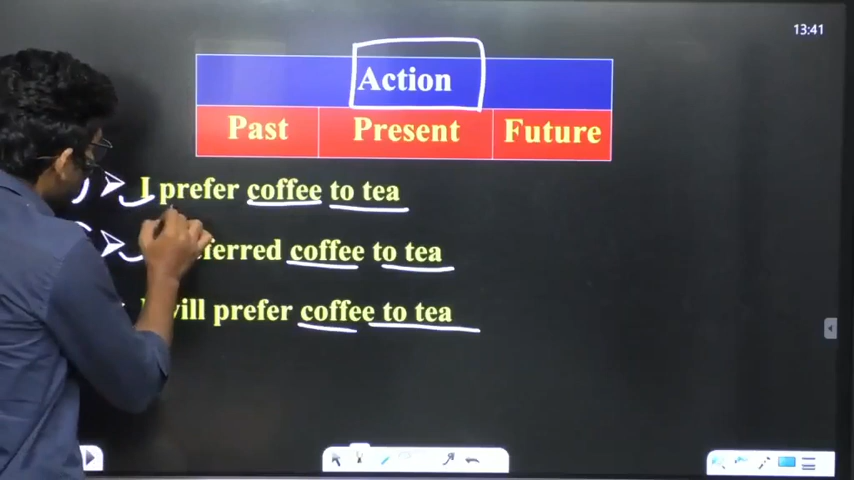 13:41
Action
Past Present Future
I prefer coffee to tea
ferred coffee to tea
will prefer coffee to tea